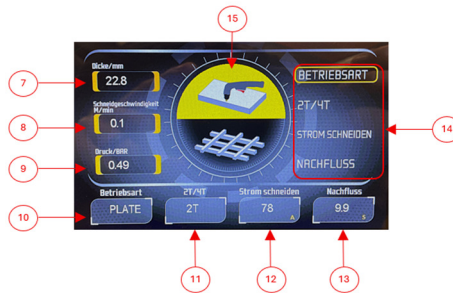 15
Dicke/mm
22.8
7
Schneidgeschwindigkeit
M/min
0.1
8
Druck/BAR
0.49
9
BETRIEBSART
2T/4T
STROM SCHNEIDEN
NACHFLUSS
14
Betriebsart
PLATE
10
2T/4T
2T
Strom schneiden
78 A
Nachfluss
9.9 S
11
12
13